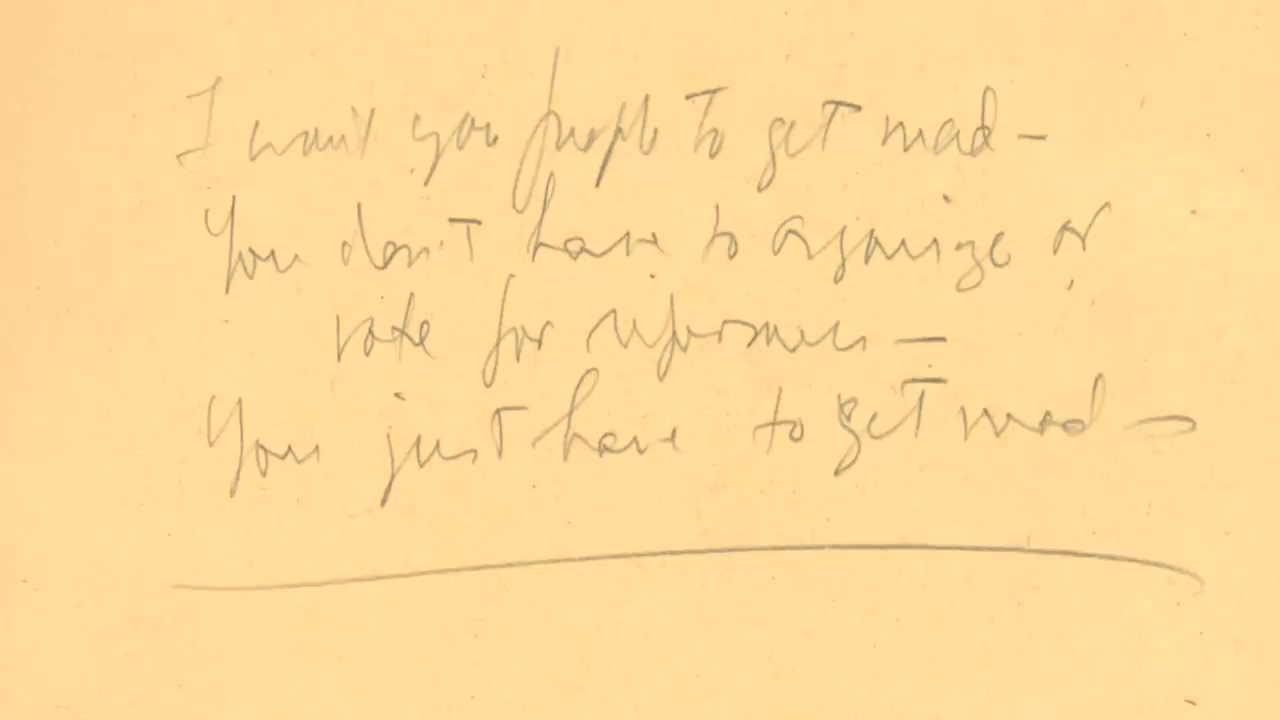 I want you people to get mad -
You don't have to organize or
vote for reformers —
You just have to get mad —